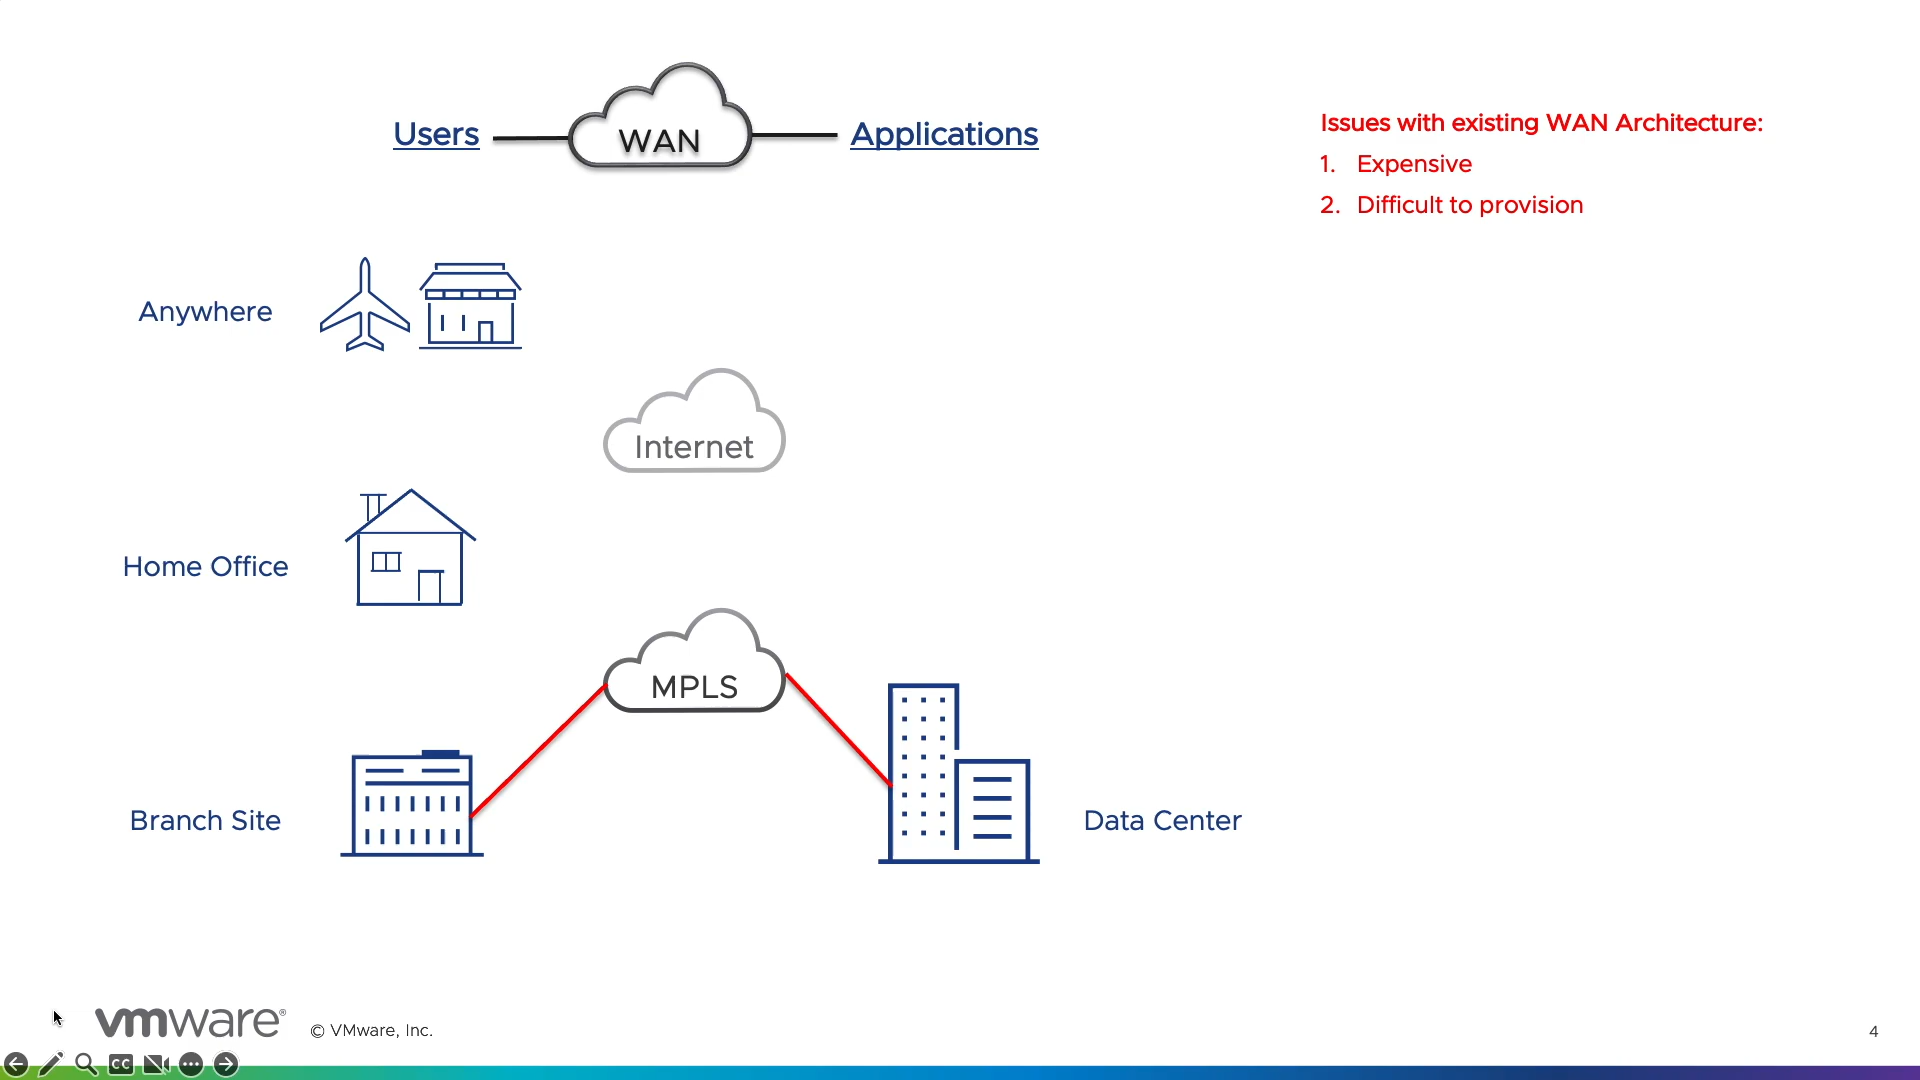 Users
WAN
Applications
Issues with existing WAN Architecture:
1. Expensive
2. Difficult to provision
Anywhere
Internet
Home Office
MPLS
Branch Site
Data Center
vmware®
© VMware, Inc.
4
CC